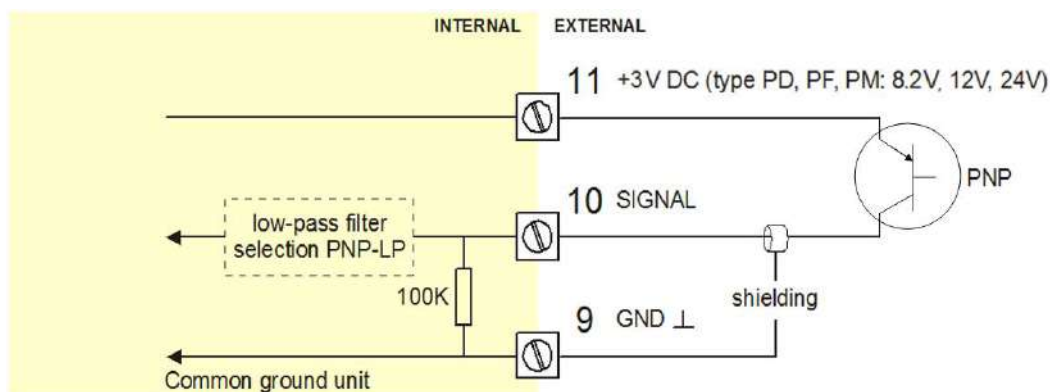 INTERNAL EXTERNAL
11 +3V DC (type PD, PF, PM: 8.2V, 12V, 24V)
PNP
10 SIGNAL
low-pass filter
selection PNP-LP
100K
shielding
9 GND ⊥
Common ground unit